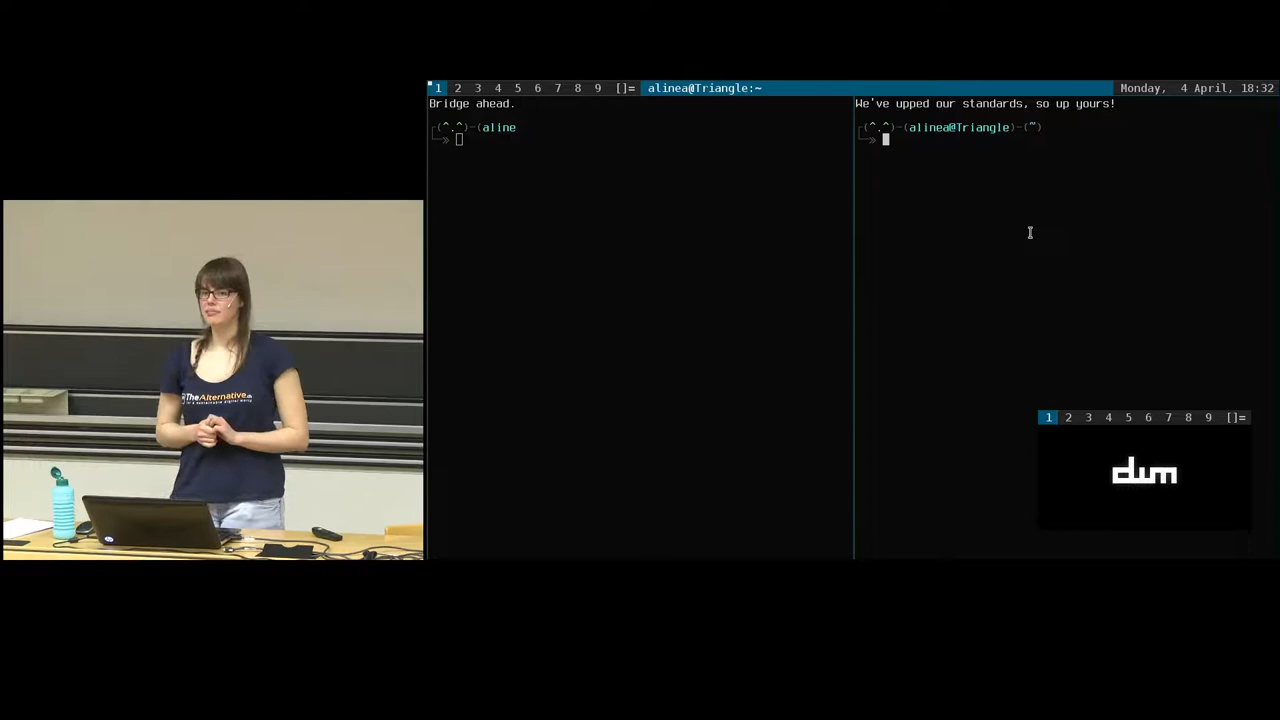 1 2 3 4 5 6 7 8 9 []= alinea@Triangle:~ Monday, 4 April, 18:32
Bridge ahead.
(^.^)-(aline
»
We've upped our standards, so up yours!
(^.^)-(alinea@Triangle)-(~)
»
TheAlternative.ch
1 2 3 4 5 6 7 8 9 []=
dwm
hp